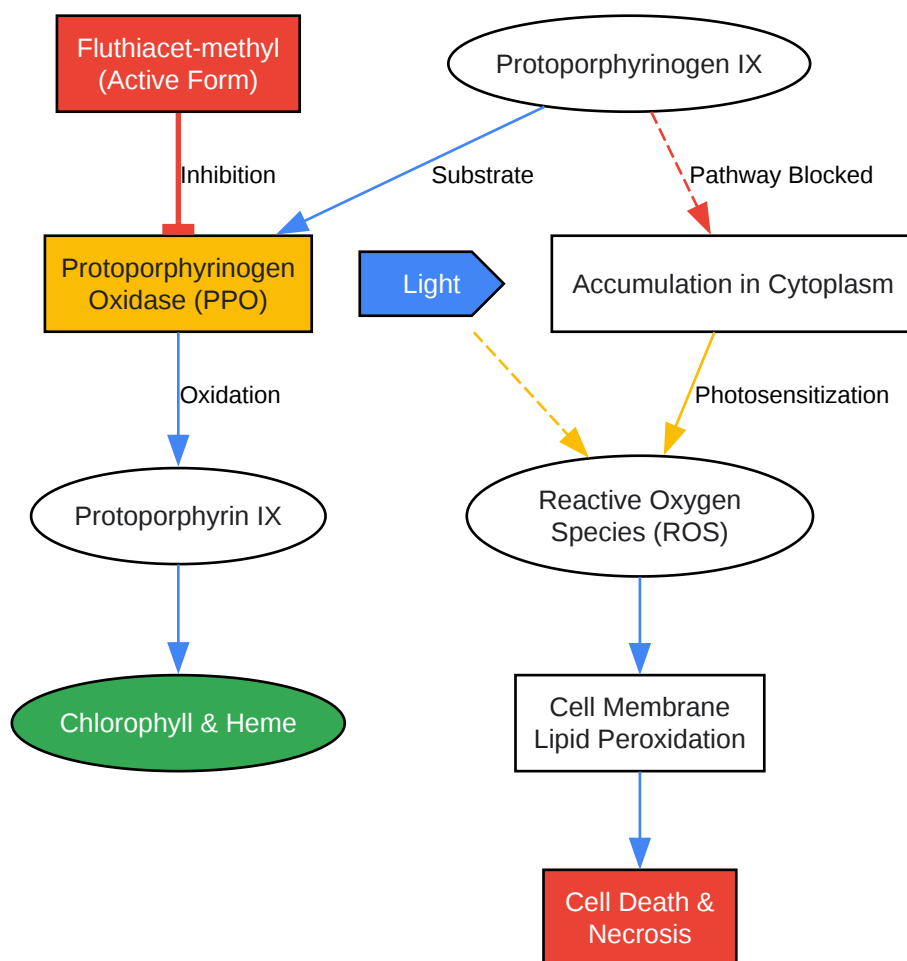 Fluthiacet-methyl
(Active Form)
Protoporphyrinogen IX
Inhibition
Substrate
Pathway Blocked
Protoporphyrinogen
Oxidase (PPO)
Light
Accumulation in Cytoplasm
Oxidation
Photosensitization
Protoporphyrin IX
Reactive Oxygen
Species (ROS)
Chlorophyll & Heme
Cell Membrane
Lipid Peroxidation
Cell Death &
Necrosis